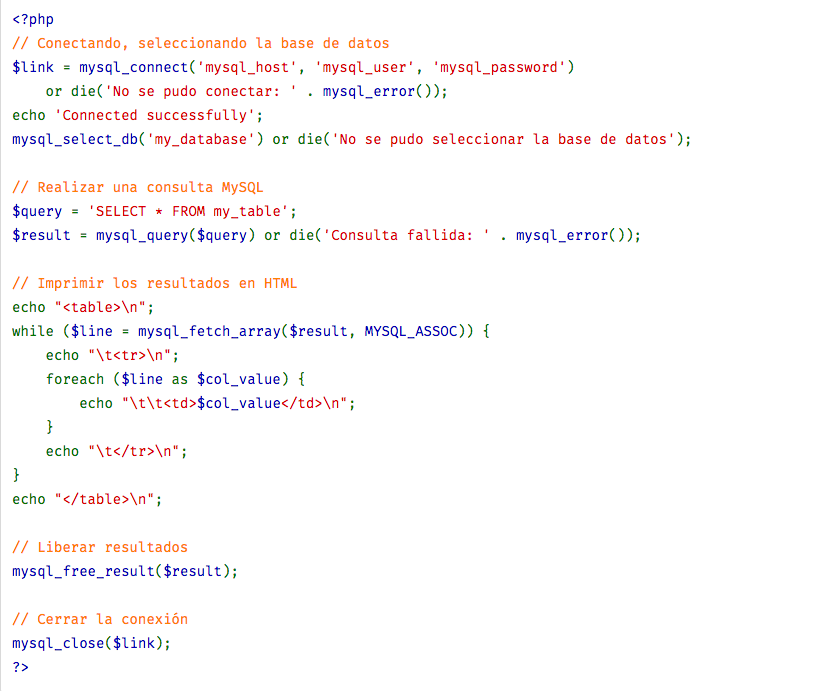 <?php
// Conectando, seleccionando la base de datos
$link = mysql_connect('mysql_host', 'mysql_user', 'mysql_password')
    or die('No se pudo conectar: ' . mysql_error());
echo 'Connected successfully';
mysql_select_db('my_database') or die('No se pudo seleccionar la base de datos');

// Realizar una consulta MySQL
$query = 'SELECT * FROM my_table';
$result = mysql_query($query) or die('Consulta fallida: ' . mysql_error());

// Imprimir los resultados en HTML
echo "<table>\n";
while ($line = mysql_fetch_array($result, MYSQL_ASSOC)) {
    echo "\t<tr>\n";
    foreach ($line as $col_value) {
        echo "\t\t<td>$col_value</td>\n";
    }
    echo "\t</tr>\n";
}
echo "</table>\n";

// Liberar resultados
mysql_free_result($result);

// Cerrar la conexión
mysql_close($link);
?>